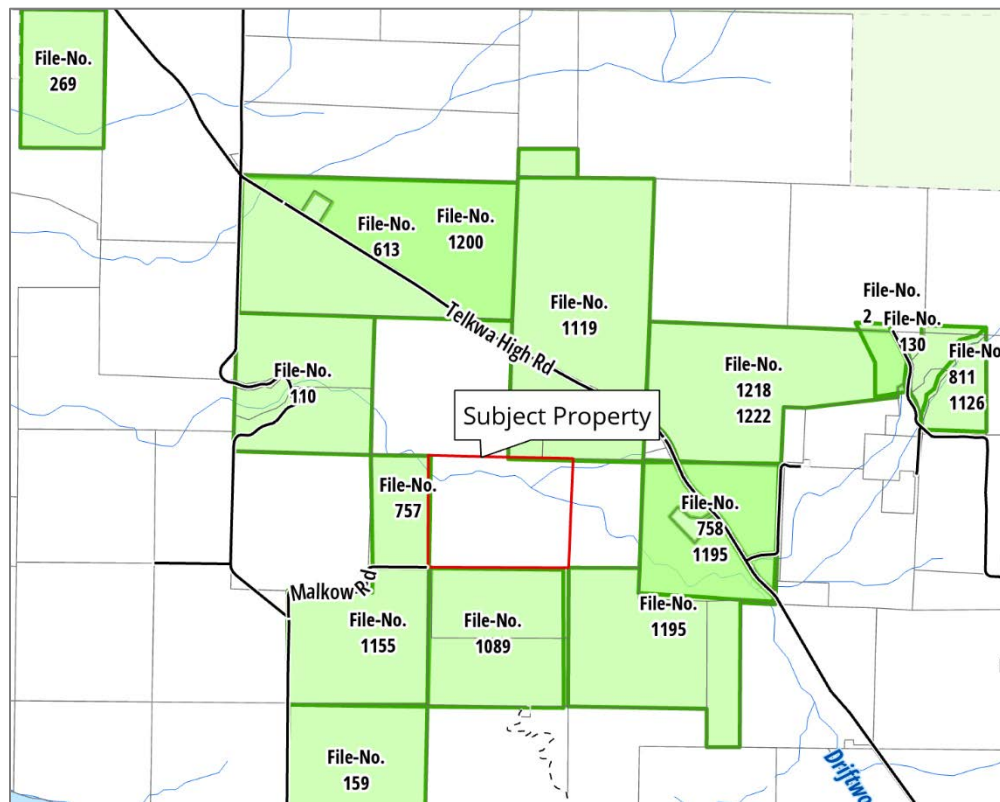 File-No.
269
File-No.
613
File-No.
1200
File-No.
1119
Telkwa High Rd
File-No.
2
File-No.
130
File-No
811
1126
File-No.
110
File-No.
1218
1222
Subject Property
File-No.
757
File-No.
758
1195
Malkow Rd
File-No.
1155
File-No.
1089
File-No.
1195
File-No.
159
Driftwo